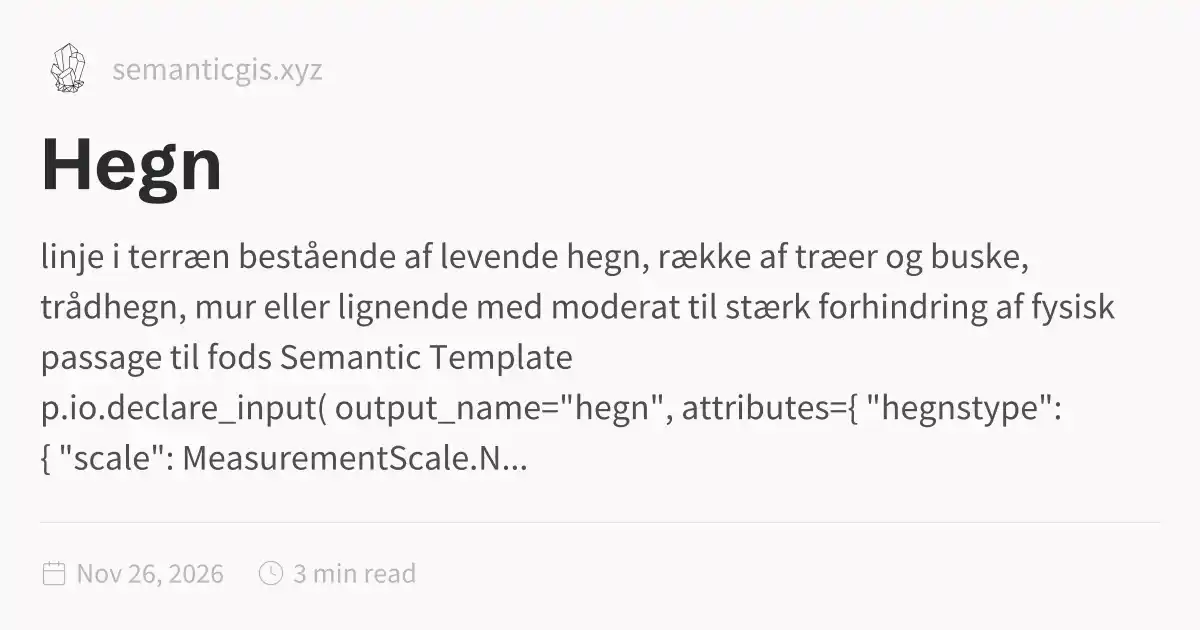 semanticgis.xyz
Hegn
linje i terræn bestående af levende hegn, række af træer og buske,
trådhegn, mur eller lignende med moderat til stærk forhindring af fysisk
passage til fods Semantic Template
p.io.declare_input( output_name="hegn", attributes={ "hegnstype":
{ "scale": MeasurementScale.N...
Nov 26, 2026 3 min read